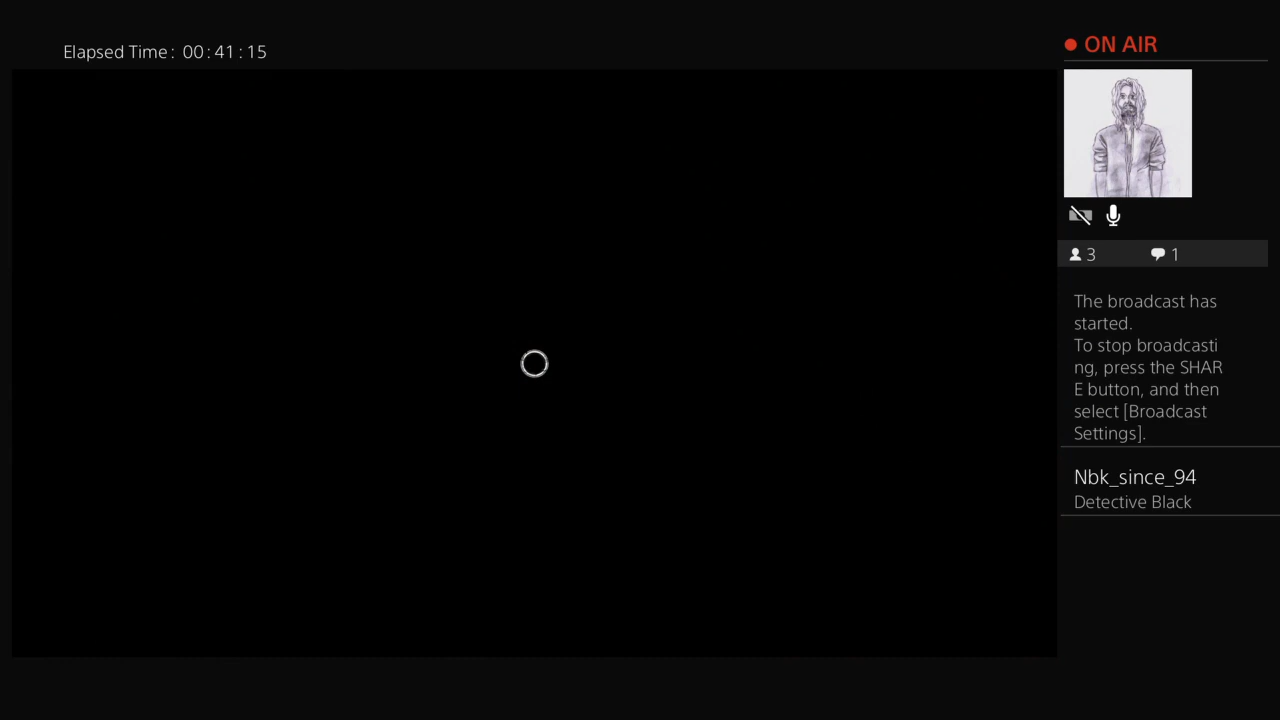 Elapsed Time: 00:41:15
ON AIR
3 1
The broadcast has
started.
To stop broadcasti
ng, press the SHAR
E button, and then
select [Broadcast
Settings].
Nbk_since_94
Detective Black